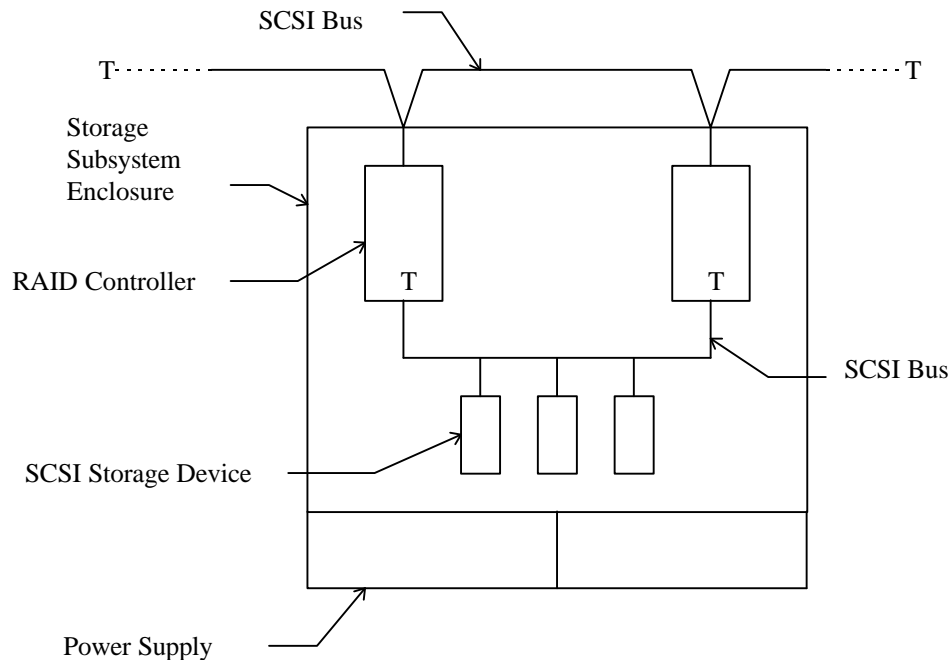 SCSI Bus
T
T
Storage
Subsystem
Enclosure
RAID Controller
T
T
SCSI Bus
SCSI Storage Device
Power Supply